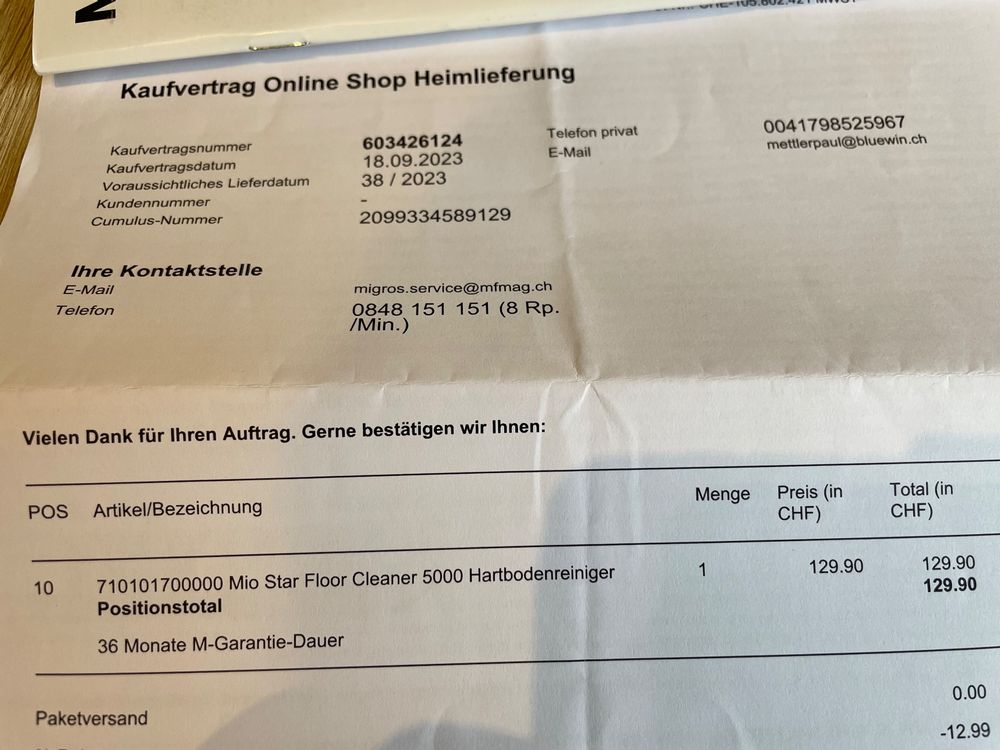 Kaufvertrag Online Shop Heimlieferung
Kaufvertragsnummer 603426124
Kaufvertragsdatum 18.09.2023
Voraussichtliches Lieferdatum 38 / 2023
Kundennummer -
Cumulus-Nummer 2099334589129
Telefon privat 0041798525967
E-Mail mettlerpaul@bluewin.ch
Ihre Kontaktstelle
E-Mail migros.service@mfmag.ch
Telefon 0848 151 151 (8 Rp.
/Min.)
Vielen Dank für Ihren Auftrag. Gerne bestätigen wir Ihnen:
POS Artikel/Bezeichnung Menge Preis (in Total (in
CHF) CHF)
10 710101700000 Mio Star Floor Cleaner 5000 Hartbodenreiniger 1 129.90 129.90
Positionstotal 129.90
36 Monate M-Garantie-Dauer
0.00
Paketversand
-12.99